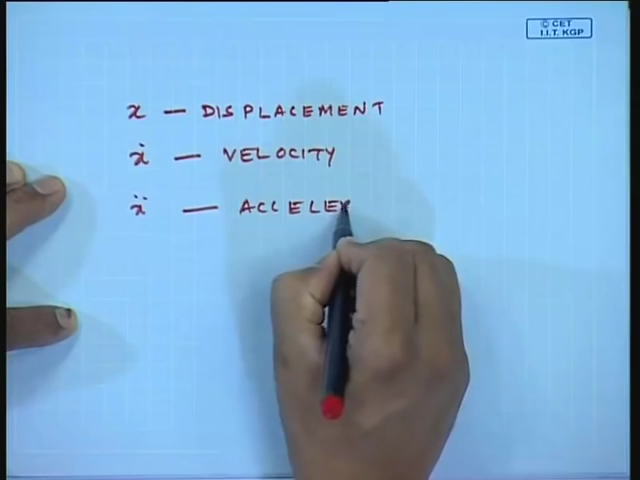 © CET
I.I.T. KGP
x — DISPLACEMENT
ẋ — VELOCITY
ẍ — ACCELER